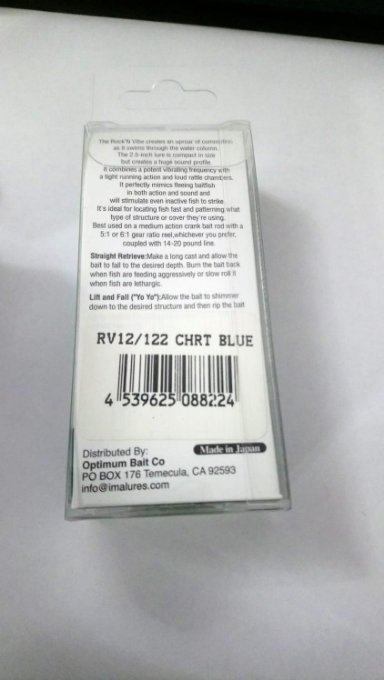 The Rock'N Vibe creates an uproar of commotion
as it swims through the water column.
The 2.5 inch lure is compact in size
but creates a huge sound profile.
It combines a potent vibrating frequency with
a tight running action and loud rattle chambers.
It perfectly mimics fleeing baitfish
in both action and sound and
will stimulate even inactive fish to strike.
It's ideal for locating fish fast and patterning what
type of structure or cover they're using.
Best used on a medium action crank bait rod with a
5:1 or 6:1 gear ratio reel,whichever you prefer,
coupled with 14-20 pound line.
Straight Retrieve:Make a long cast and allow the
bait to fall to the desired depth. Burn the bait back
when fish are feeding aggressively or slow roll it
when fish are lethargic.
Lift and Fall ("Yo Yo"):Allow the bait to shimmer
down to the desired structure and then rip the bait
RV12/122 CHRT BLUE
4 539625 088224
Distributed By:
Made in Japan
Optimum Bait Co
PO BOX 176 Temecula, CA 92593
info@imalures.com